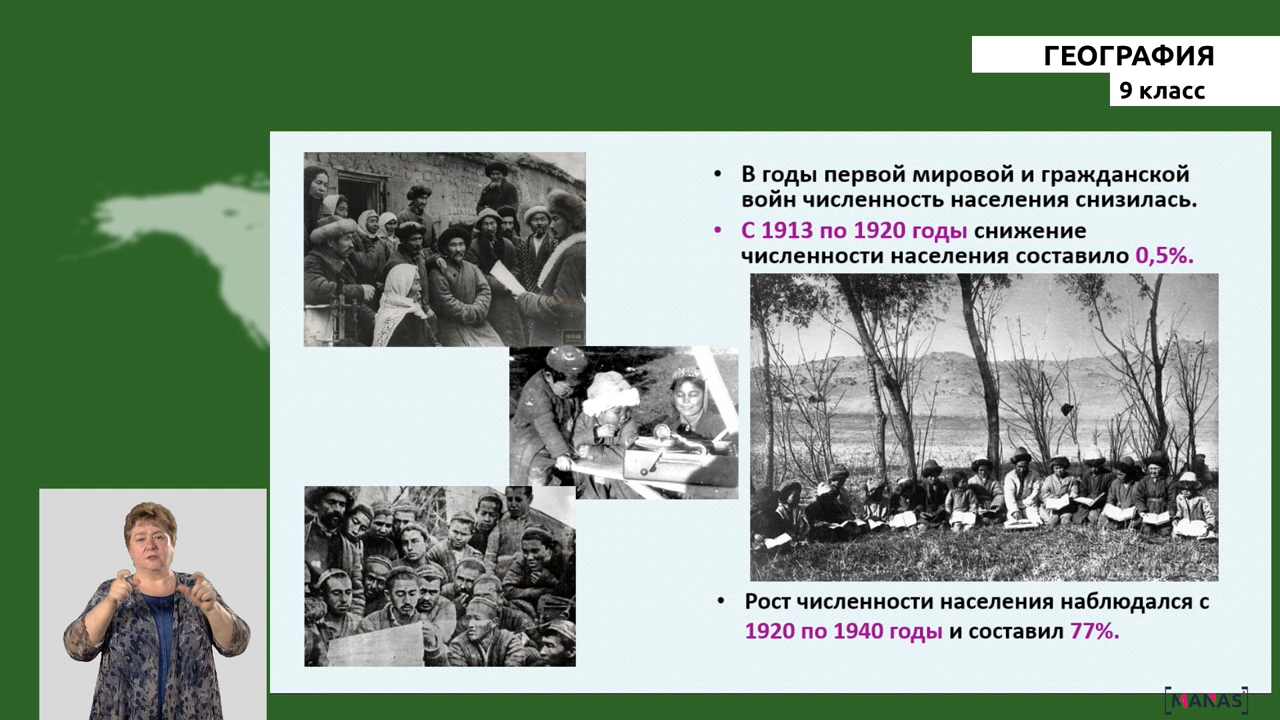 ГЕОГРАФИЯ
9 класс
• В годы первой мировой и гражданской
войн численность населения снизилась.
• С 1913 по 1920 годы снижение
численности населения составило 0,5%.
• Рост численности населения наблюдался с
1920 по 1940 годы и составил 77%.
[MANAS]